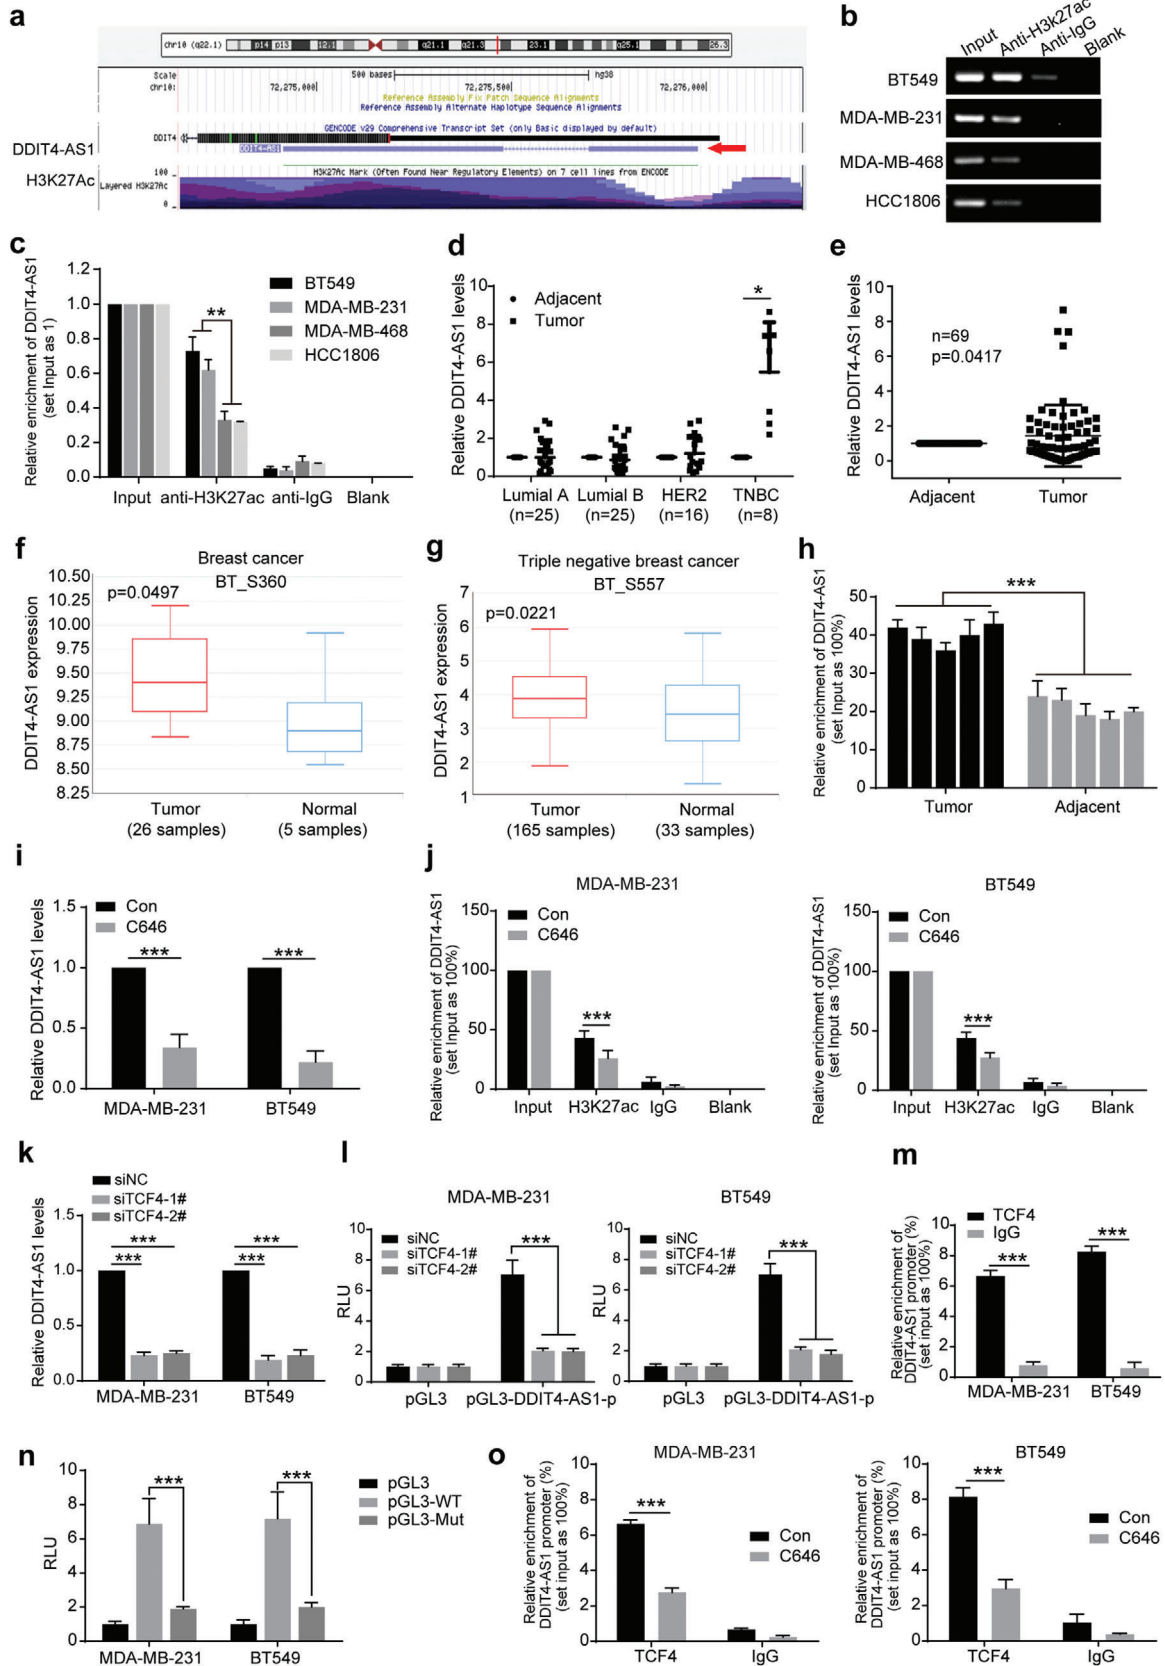 a
chr10 (q22.1) p14 p13 12.1 q21.1 q21.3 23.1 q25.1 26.3
Scale 500 bases hg38
chr10: 72,275,000 72,275,500 72,276,000
Reference Assembly Fix Patch Sequence Alignments
Reference Assembly Alternate Haplotype Sequence Alignments
GENCODE v29 Comprehensive Transcript Set (only Basic displayed by default)
DDIT4
DDIT4-AS1
DDIT4-AS1
H3K27Ac Mark (Often Found Near Regulatory Elements) on 7 cell lines from ENCODE
H3K27Ac
100
Layered H3K27Ac
0
b
Input Anti-H3k27ac Anti-IgG Blank
BT549
MDA-MB-231
MDA-MB-468
HCC1806
c
Relative enrichment of DDIT4-AS1
(set Input as 1)
1.2
1.0
0.8
0.6
0.4
0.2
0.0
BT549
MDA-MB-231
MDA-MB-468
HCC1806
**
Input anti-H3K27ac anti-IgG Blank
d
Relative DDIT4-AS1 levels
10
8
6
4
2
0
Adjacent
Tumor
*
Lumial A Lumial B HER2 TNBC
(n=25) (n=25) (n=16) (n=8)
e
Relative DDIT4-AS1 levels
10
8
6
4
2
0
n=69
p=0.0417
Adjacent Tumor
f
Breast cancer
BT_S360
p=0.0497
DDIT4-AS1 expression
10.50
10.25
10.00
9.75
9.50
9.25
9.00
8.75
8.50
8.25
Tumor Normal
(26 samples) (5 samples)
g
Triple negative breast cancer
BT_S557
p=0.0221
DDIT4-AS1 expression
7
6
5
4
3
2
1
Tumor Normal
(165 samples) (33 samples)
h
Relative enrichment of DDIT4-AS1
(set Input as 100%)
50
40
30
20
10
0
***
Tumor Adjacent
i
Relative DDIT4-AS1 levels
1.5
1.0
0.5
0.0
Con
C646
*** ***
MDA-MB-231 BT549
j
MDA-MB-231
Relative enrichment of DDIT4-AS1
(set Input as 100%)
150
100
50
0
Con
C646
***
Input H3K27ac IgG Blank
BT549
Relative enrichment of DDIT4-AS1
(set Input as 100%)
150
100
50
0
Con
C646
***
Input H3K27ac IgG Blank
k
siNC
siTCF4-1#
siTCF4-2#
Relative DDIT4-AS1 levels
1.5
1.0
0.5
0.0
*** ***
*** ***
MDA-MB-231 BT549
l
MDA-MB-231
RLU
10
8
6
4
2
0
siNC
siTCF4-1#
siTCF4-2#
***
pGL3 pGL3-DDIT4-AS1-p
BT549
RLU
10
8
6
4
2
0
siNC
siTCF4-1#
siTCF4-2#
***
pGL3 pGL3-DDIT4-AS1-p
m
TCF4
IgG
Relative enrichment of
DDIT4-AS1 promoter (%)
(set input as 100%)
10
8
6
4
2
0
*** ***
MDA-MB-231 BT549
n
RLU
10
8
6
4
2
0
*** ***
pGL3
pGL3-WT
pGL3-Mut
MDA-MB-231 BT549
o
MDA-MB-231
Relative enrichment of
DDIT4-AS1 promoter (%)
(set input as 100%)
10
8
6
4
2
0
***
Con
C646
TCF4 IgG
BT549
Relative enrichment of
DDIT4-AS1 promoter (%)
(set input as 100%)
10
8
6
4
2
0
***
Con
C646
TCF4 IgG